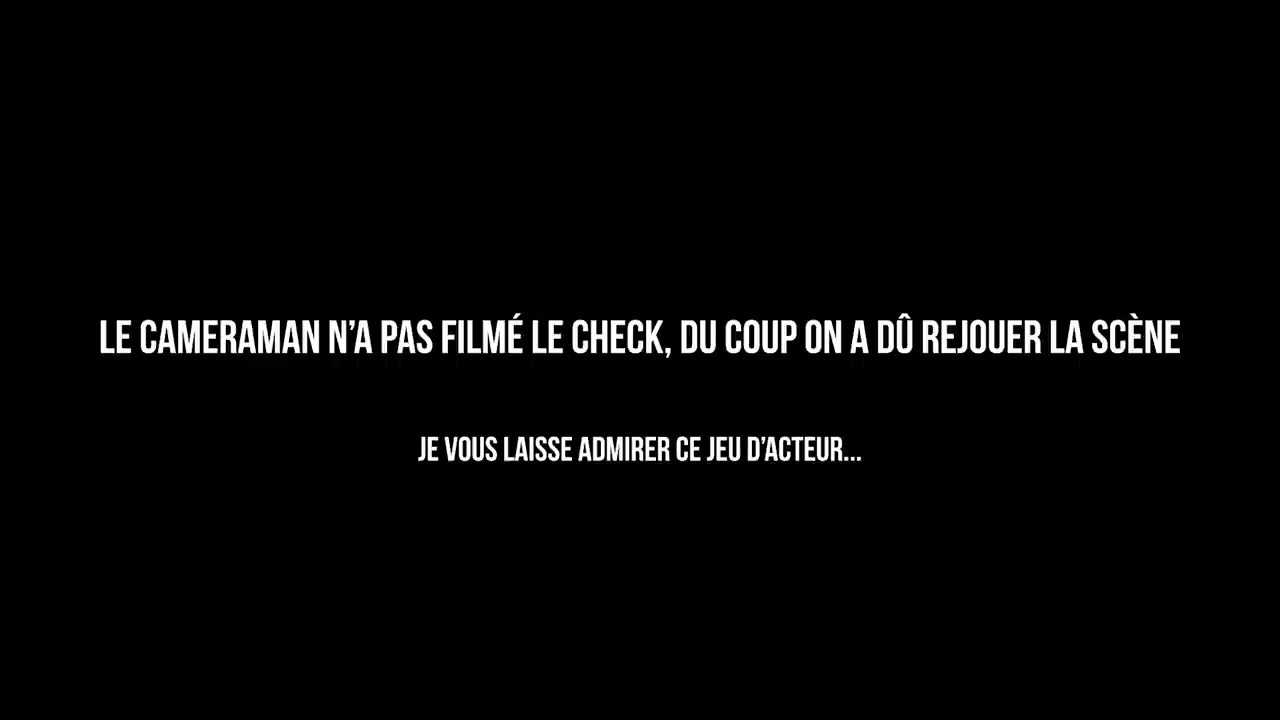 LE CAMERAMAN N’A PAS FILMÉ LE CHECK, DU COUP ON A DÛ REJOUER LA SCÈNE
JE VOUS LAISSE ADMIRER CE JEU D’ACTEUR...